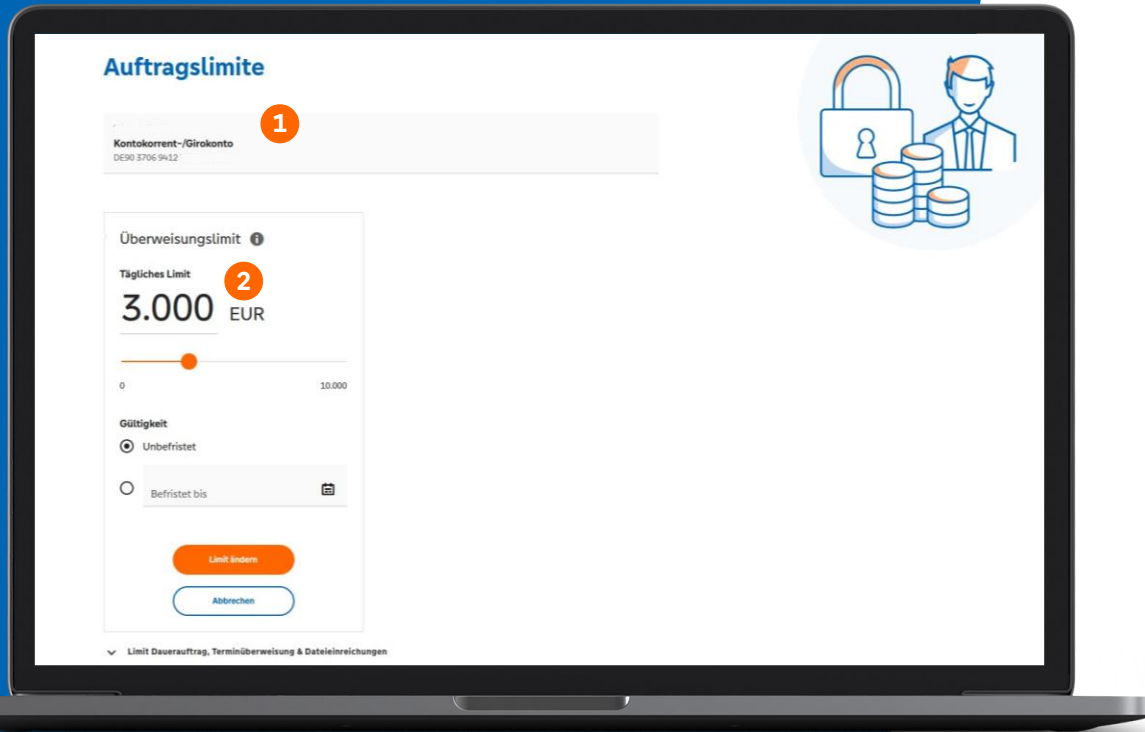 Auftragslimite
1
Kontokorrent-/Girokonto
DE90 3706 9412
Überweisungslimit i
Tägliches Limit
2
3.000 EUR
0 10.000
Gültigkeit
Unbefristet
Befristet bis
Limit ändern
Abbrechen
Limit Dauerauftrag, Terminüberweisung & Dateieinreichungen